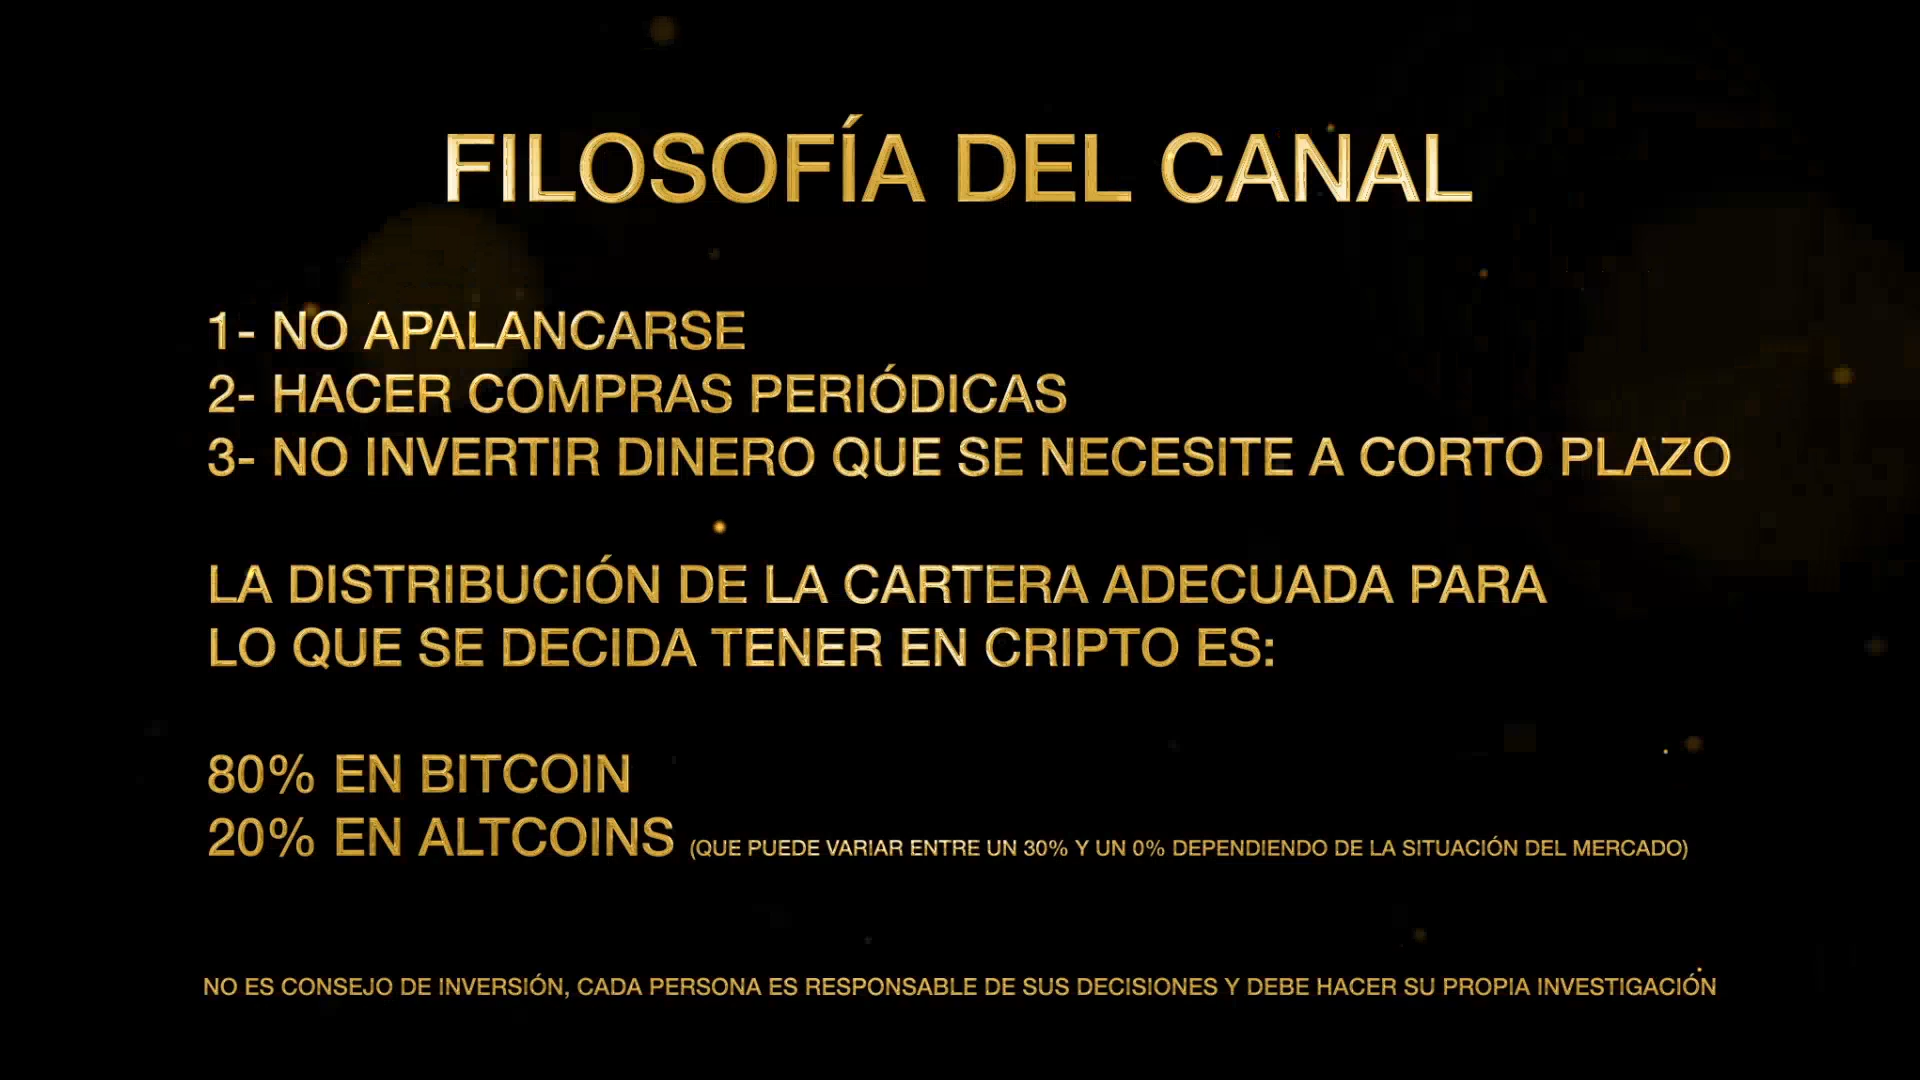 FILOSOFÍA DEL CANAL
1- NO APALANCARSE
2- HACER COMPRAS PERIÓDICAS
3- NO INVERTIR DINERO QUE SE NECESITE A CORTO PLAZO
LA DISTRIBUCIÓN DE LA CARTERA ADECUADA PARA
LO QUE SE DECIDA TENER EN CRIPTO ES:
80% EN BITCOIN
20% EN ALTCOINS (QUE PUEDE VARIAR ENTRE UN 30% Y UN 0% DEPENDIENDO DE LA SITUACIÓN DEL MERCADO)
NO ES CONSEJO DE INVERSIÓN, CADA PERSONA ES RESPONSABLE DE SUS DECISIONES Y DEBE HACER SU PROPIA INVESTIGACIÓN